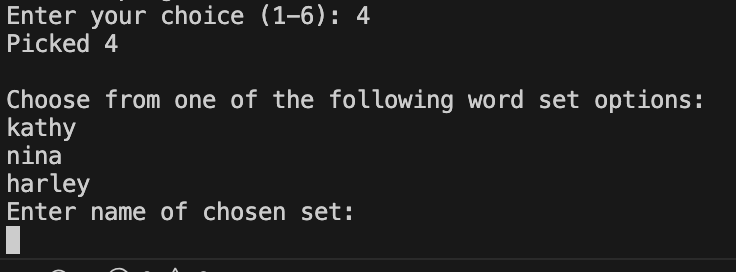 Enter your choice (1-6): 4
Picked 4
Choose from one of the following word set options:
kathy
nina
harley
Enter name of chosen set: